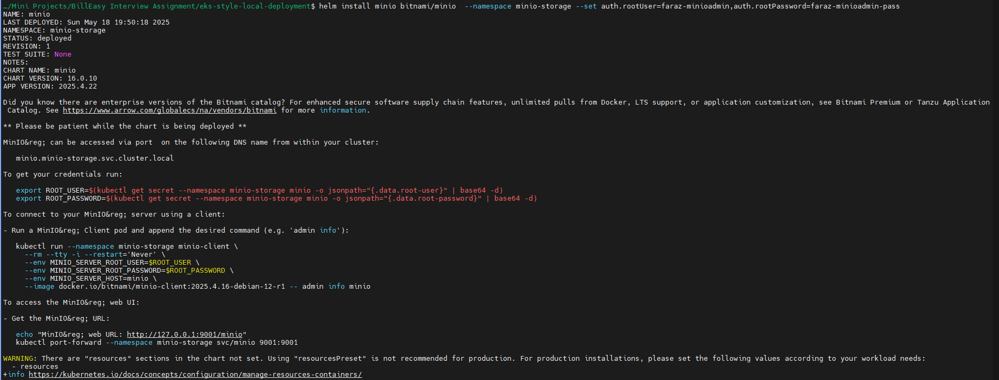 …/Mini Projects/BillEasy Interview Assignment/eks-style-local-deployment$ helm install minio bitnami/minio  --namespace minio-storage --set auth.rootUser=faraz-minioadmin,auth.rootPassword=faraz-minioadmin-pass
NAME: minio
LAST DEPLOYED: Sun May 18 19:50:18 2025
NAMESPACE: minio-storage
STATUS: deployed
REVISION: 1
TEST SUITE: None
NOTES:
CHART NAME: minio
CHART VERSION: 16.0.10
APP VERSION: 2025.4.22

Did you know there are enterprise versions of the Bitnami catalog? For enhanced secure software supply chain features, unlimited pulls from Docker, LTS support, or application customization, see Bitnami Premium or Tanzu Application
 Catalog. See https://www.arrow.com/globalecs/na/vendors/bitnami for more information.

** Please be patient while the chart is being deployed **

MinIO&reg; can be accessed via port  on the following DNS name from within your cluster:

   minio.minio-storage.svc.cluster.local

To get your credentials run:

   export ROOT_USER=$(kubectl get secret --namespace minio-storage minio -o jsonpath="{.data.root-user}" | base64 -d)
   export ROOT_PASSWORD=$(kubectl get secret --namespace minio-storage minio -o jsonpath="{.data.root-password}" | base64 -d)

To connect to your MinIO&reg; server using a client:

- Run a MinIO&reg; Client pod and append the desired command (e.g. 'admin info'):

   kubectl run --namespace minio-storage minio-client \
     --rm --tty -i --restart='Never' \
     --env MINIO_SERVER_ROOT_USER=$ROOT_USER \
     --env MINIO_SERVER_ROOT_PASSWORD=$ROOT_PASSWORD \
     --env MINIO_SERVER_HOST=minio \
     --image docker.io/bitnami/minio-client:2025.4.16-debian-12-r1 -- admin info minio

To access the MinIO&reg; web UI:

- Get the MinIO&reg; URL:

   echo "MinIO&reg; web URL: http://127.0.0.1:9001/minio"
   kubectl port-forward --namespace minio-storage svc/minio 9001:9001

WARNING: There are "resources" sections in the chart not set. Using "resourcesPreset" is not recommended for production. For production installations, please set the following values according to your workload needs:
  - resources
+info https://kubernetes.io/docs/concepts/configuration/manage-resources-containers/